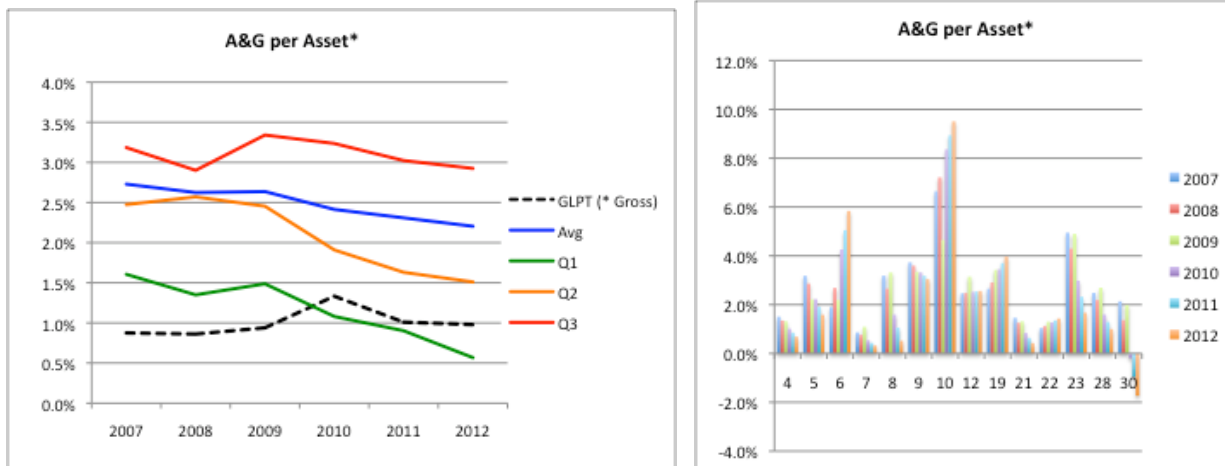 A&G per Asset*
4.0%
3.5%
3.0%
2.5%
2.0%
1.5%
1.0%
0.5%
0.0%
2007 2008 2009 2010 2011 2012
GLPT (* Gross)
Avg
Q1
Q2
Q3
A&G per Asset*
12.0%
10.0%
8.0%
6.0%
4.0%
2.0%
0.0%
-2.0%
-4.0%
4 5 6 7 8 9 10 12 19 21 22 23 28 30
2007
2008
2009
2010
2011
2012